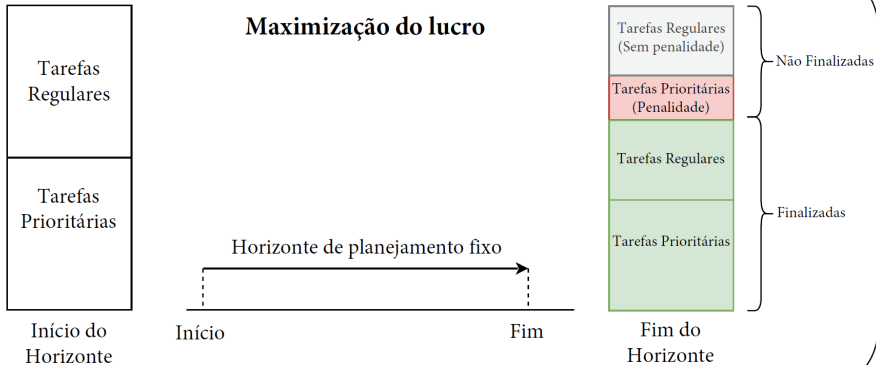 Maximização do lucro
Tarefas
Regulares
Tarefas
Prioritárias
Início do
Horizonte
Horizonte de planejamento fixo
Início
Fim
Tarefas Regulares
(Sem penalidade)
Tarefas Prioritárias
(Penalidade)
Tarefas Regulares
Tarefas Prioritárias
Fim do
Horizonte
Não Finalizadas
Finalizadas